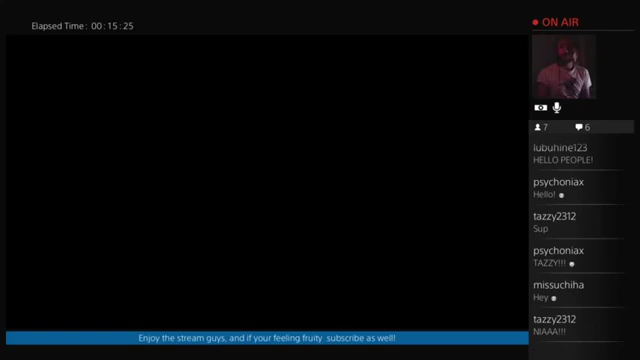 Elapsed Time: 00:15:25
ON AIR
7
6
lubuhine123
HELLO PEOPLE!
psychoniax
Hello!
tazzy2312
Sup
psychoniax
TAZZY!!!
missuchiha
Hey
tazzy2312
NIAAA!!!
Enjoy the stream guys, and if your feeling fruity subscribe as well!